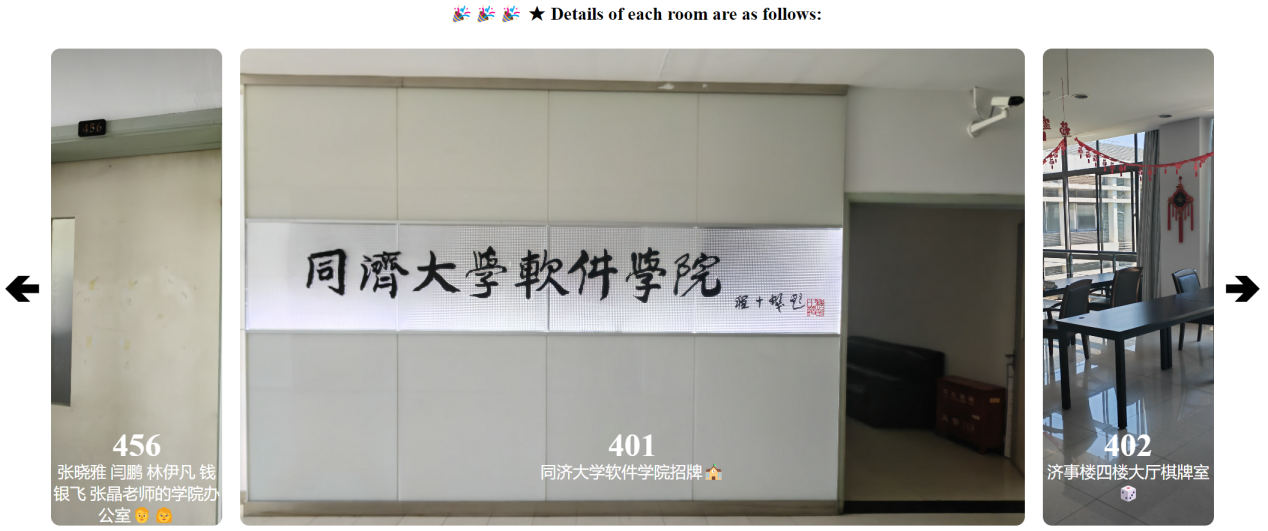 🎉 🎉 🎉 ★ Details of each room are as follows:
456
456
张晓雅 闫鹏 林伊凡 钱
银飞 张晶老师的学院办
公室👨 👩
同濟大學軟件學院
401
同济大学软件学院招牌🏫
402
济事楼四楼大厅棋牌室
🎲